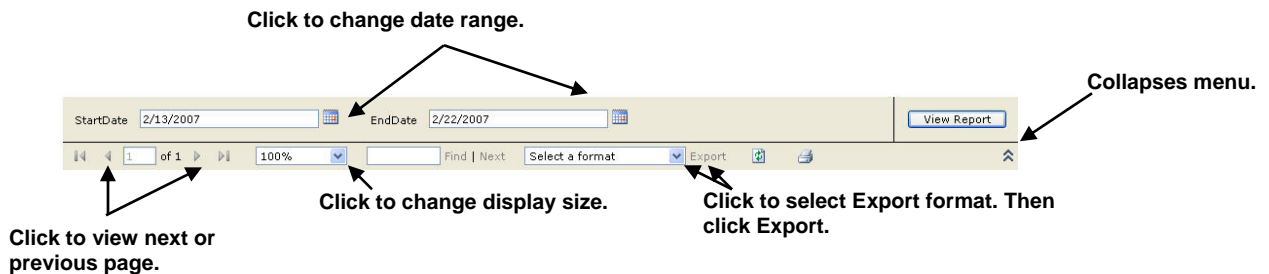 Click to change date range.
Collapses menu.
StartDate 2/13/2007 EndDate 2/22/2007 View Report
1 of 1 100% Find | Next Select a format Export
Click to change display size.
Click to select Export format. Then
click Export.
Click to view next or
previous page.